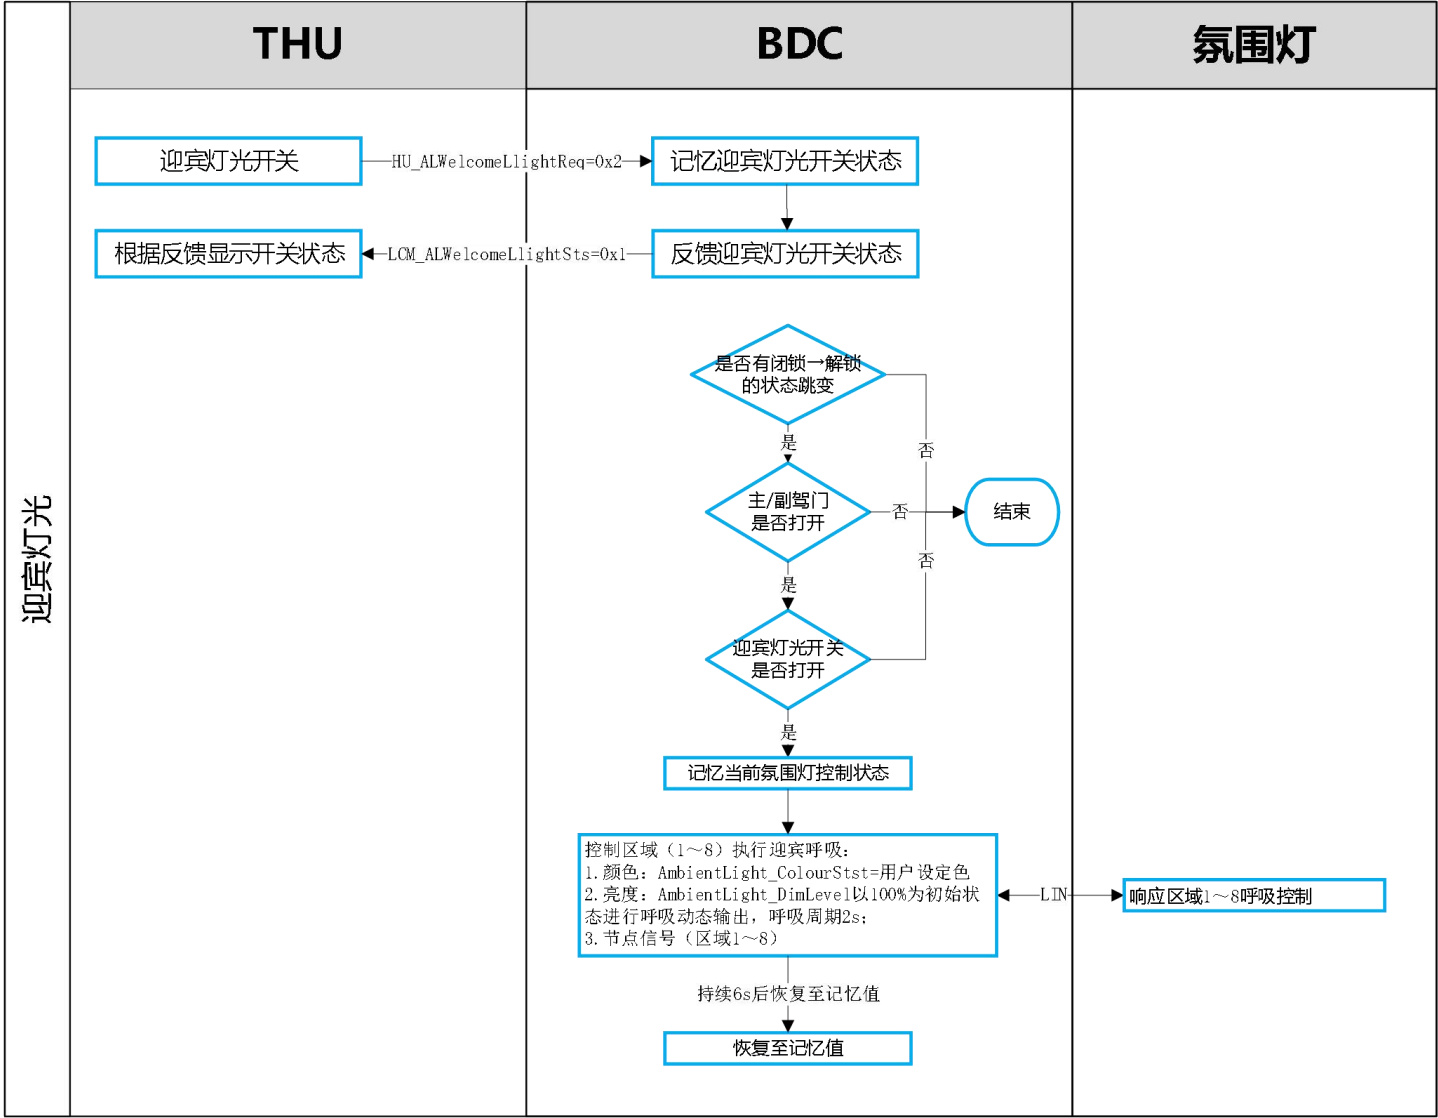 THU
BDC
氛围灯
迎宾灯光
迎宾灯光开关
HU_ALWelcomeLlightReq=0x2
记忆迎宾灯光开关状态
根据反馈显示开关状态
LCM_ALWelcomeLlightSts=0x1
反馈迎宾灯光开关状态
是否有闭锁→解锁
的状态跳变
是
否
主/副驾门
是否打开
否
结束
是
否
迎宾灯光开关
是否打开
是
记忆当前氛围灯控制状态
控制区域（1～8）执行迎宾呼吸：
1.颜色：AmbientLight_ColourStst=用户设定色
2.亮度：AmbientLight_DimLevel以100%为初始状
态进行呼吸动态输出，呼吸周期2s；
3.节点信号（区域1～8）
LIN
响应区域1～8呼吸控制
持续6s后恢复至记忆值
恢复至记忆值